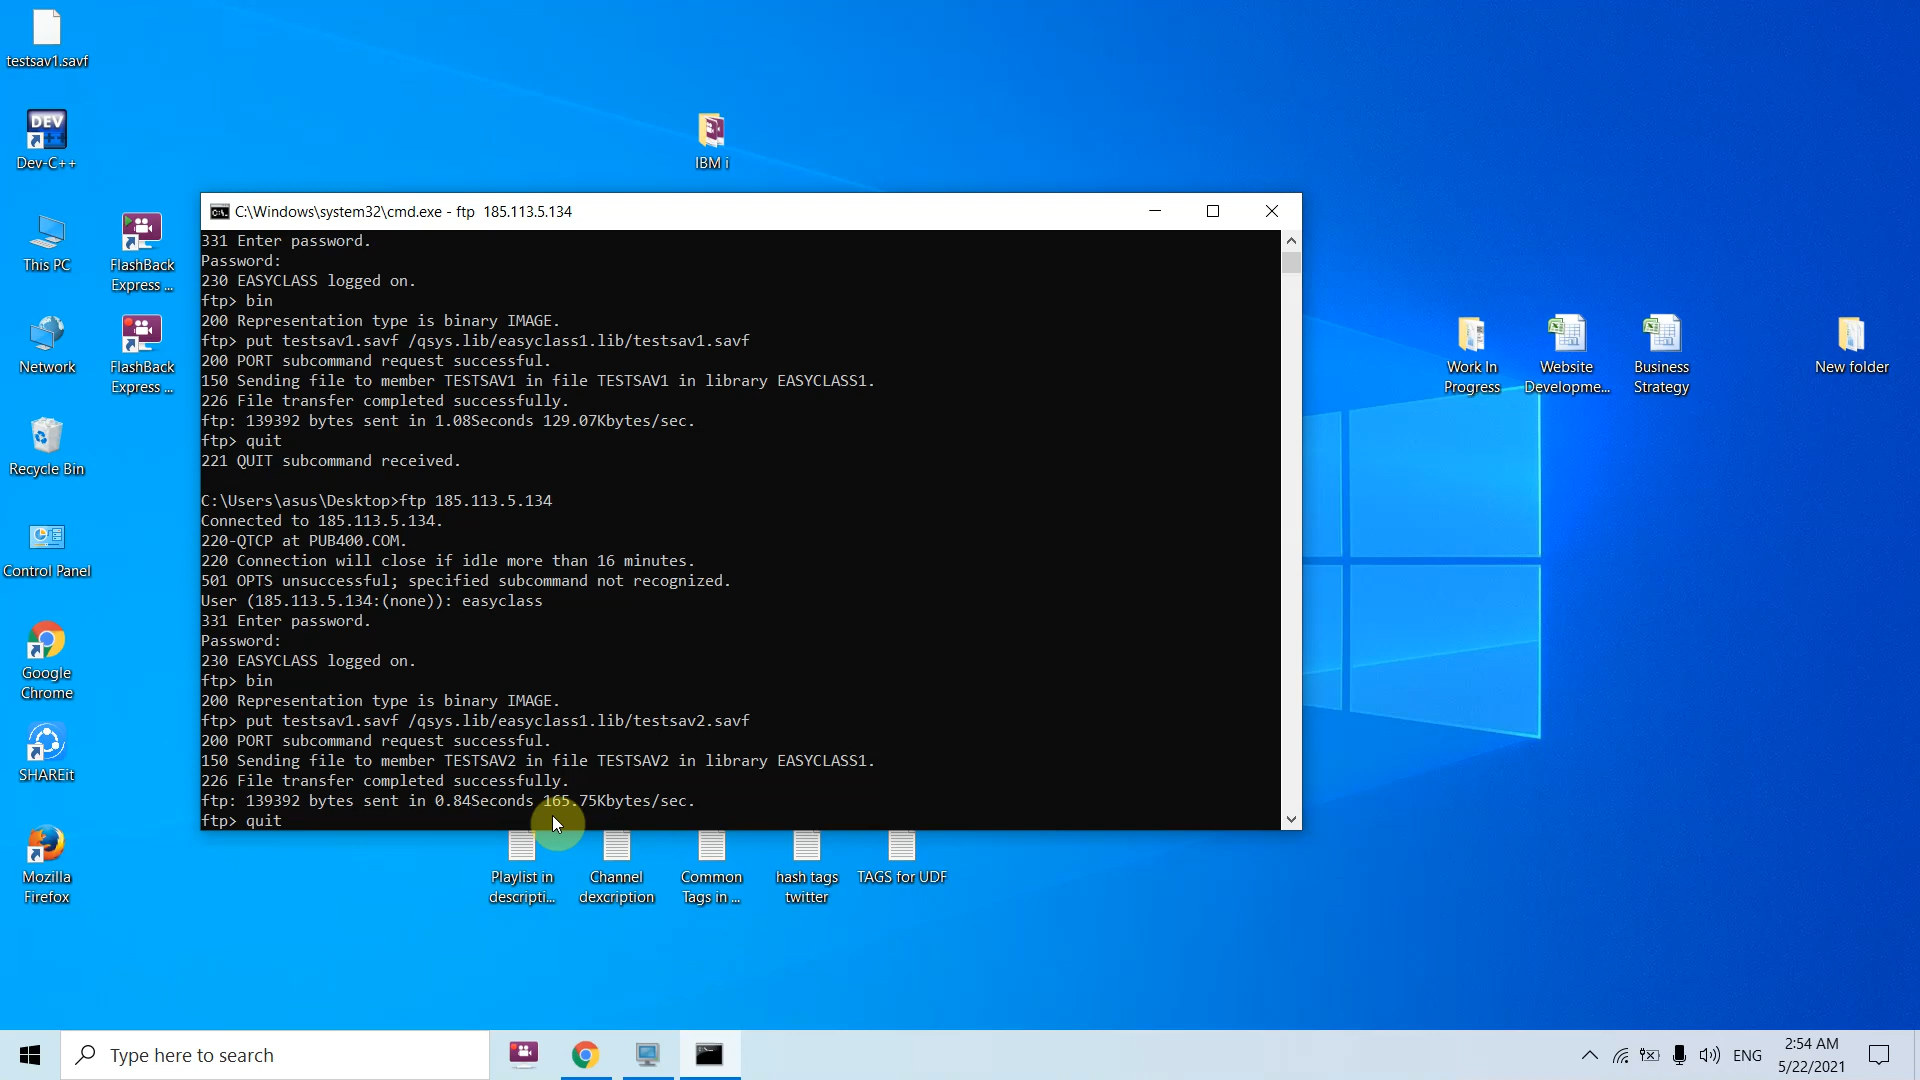 testsav1.savf
Dev-C++
This PC
FlashBack
Express ...
Network
FlashBack
Express ...
Recycle Bin
Control Panel
Google
Chrome
SHAREit
Mozilla
Firefox
IBM i
C:\Windows\system32\cmd.exe - ftp  185.113.5.134
331 Enter password.
Password:
230 EASYCLASS logged on.
ftp> bin
200 Representation type is binary IMAGE.
ftp> put testsav1.savf /qsys.lib/easyclass1.lib/testsav1.savf
200 PORT subcommand request successful.
150 Sending file to member TESTSAV1 in file TESTSAV1 in library EASYCLASS1.
226 File transfer completed successfully.
ftp: 139392 bytes sent in 1.08Seconds 129.07Kbytes/sec.
ftp> quit
221 QUIT subcommand received.
C:\Users\asus\Desktop>ftp 185.113.5.134
Connected to 185.113.5.134.
220-QTCP at PUB400.COM.
220 Connection will close if idle more than 16 minutes.
501 OPTS unsuccessful; specified subcommand not recognized.
User (185.113.5.134:(none)): easyclass
331 Enter password.
Password:
230 EASYCLASS logged on.
ftp> bin
200 Representation type is binary IMAGE.
ftp> put testsav1.savf /qsys.lib/easyclass1.lib/testsav2.savf
200 PORT subcommand request successful.
150 Sending file to member TESTSAV2 in file TESTSAV2 in library EASYCLASS1.
226 File transfer completed successfully.
ftp: 139392 bytes sent in 0.84Seconds 165.75Kbytes/sec.
ftp> quit
Playlist in
descripti...
Channel
dexcription
Common
Tags in ...
hash tags
twitter
TAGS for UDF
Work In
Progress
Website
Developme...
Business
Strategy
New folder
Type here to search
ENG
2:54 AM
5/22/2021